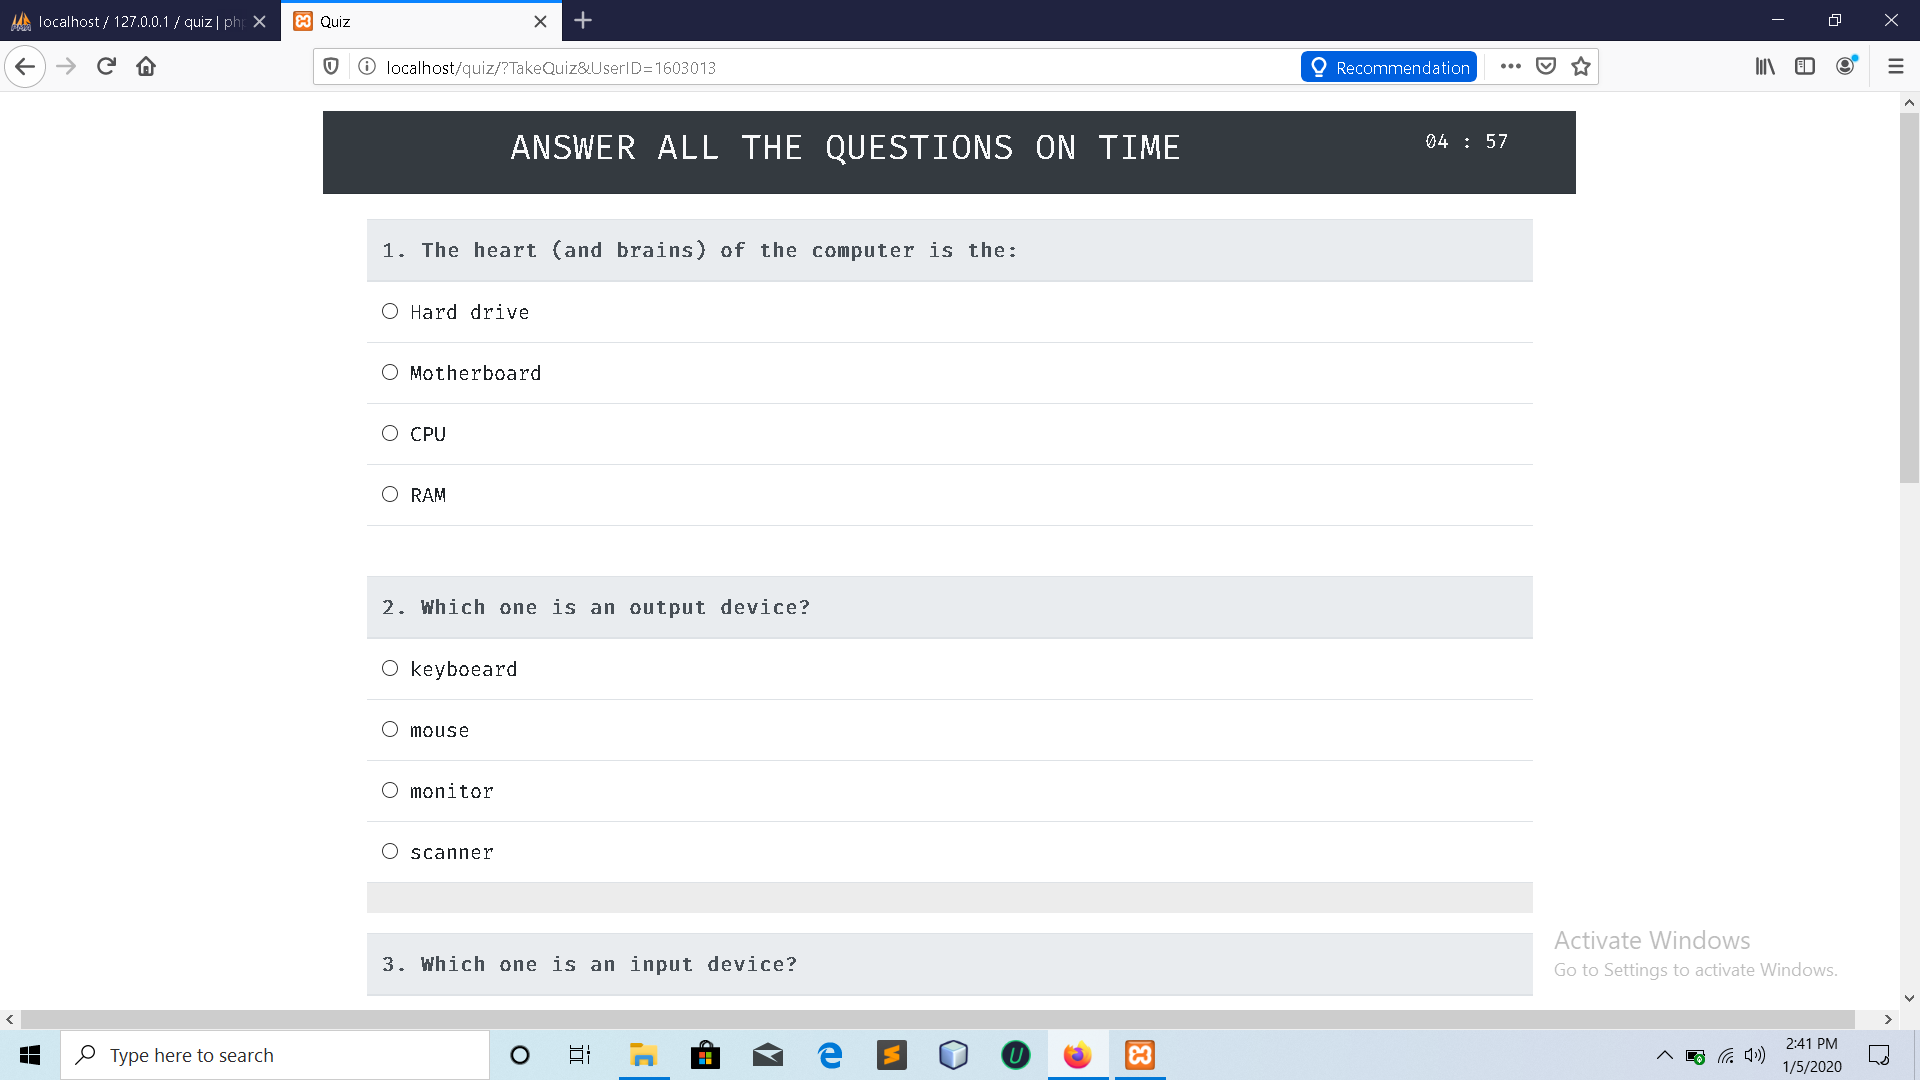 localhost / 127.0.0.1 / quiz | ph
Quiz
localhost/quiz/?TakeQuiz&UserID=1603013
Recommendation
ANSWER ALL THE QUESTIONS ON TIME
04 : 57
1. The heart (and brains) of the computer is the:
Hard drive
Motherboard
CPU
RAM
2. Which one is an output device?
keyboeard
mouse
monitor
scanner
3. Which one is an input device?
Activate Windows
Go to Settings to activate Windows.
Type here to search
2:41 PM
1/5/2020